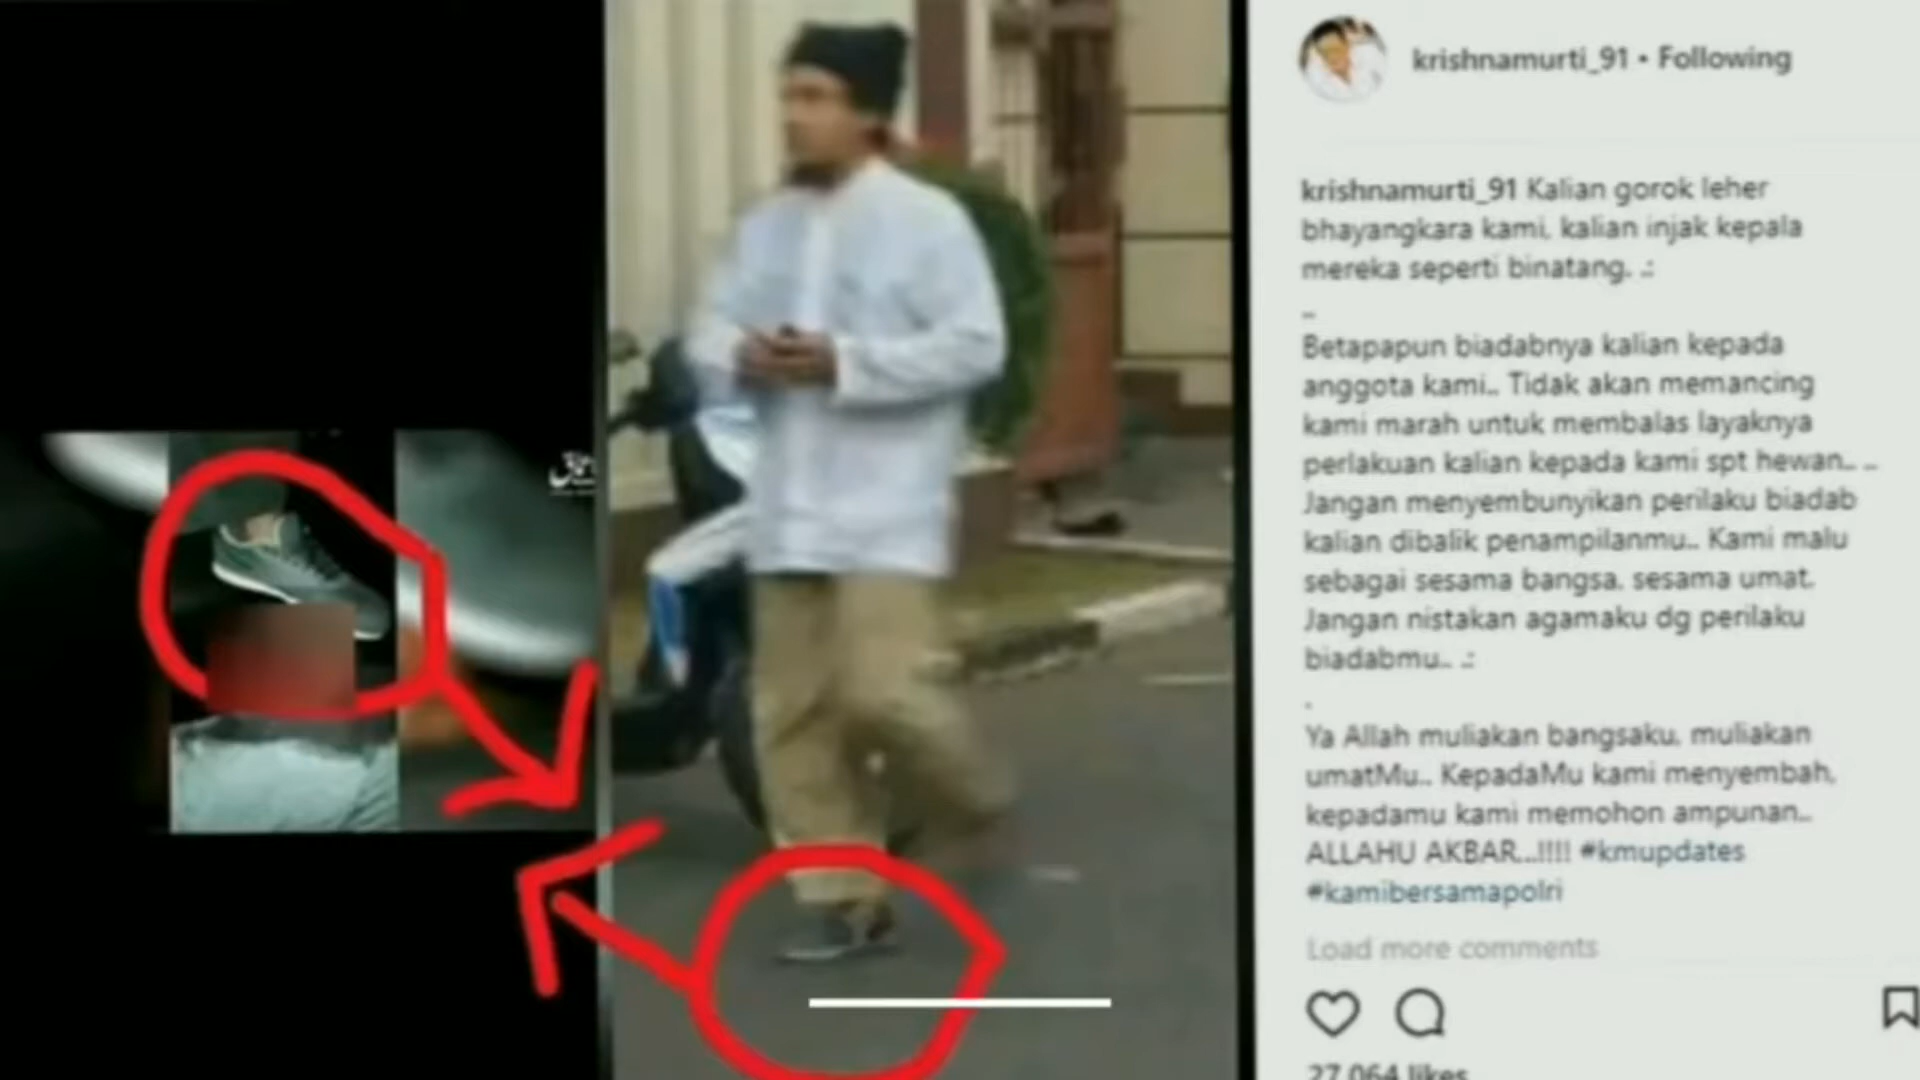 krishnamurti_91 • Following
krishnamurti_91 Kalian gorok leher
bhayangkara kami, kalian injak kepala
mereka seperti binatang. .:
..
Betapapun biadabnya kalian kepada
anggota kami.. Tidak akan memancing
kami marah untuk membalas layaknya
perlakuan kalian kepada kami spt hewan.. ..
Jangan menyembunyikan perilaku biadab
kalian dibalik penampilanmu.. Kami malu
sebagai sesama bangsa, sesama umat.
Jangan nistakan agamaku dg perilaku
biadabmu.. .:
.
Ya Allah muliakan bangsaku, muliakan
umatMu.. KepadaMu kami menyembah,
kepadamu kami memohon ampunan..
ALLAHU AKBAR...!!!! #kmupdates
#kamibersamapolri
Load more comments
27,064 likes